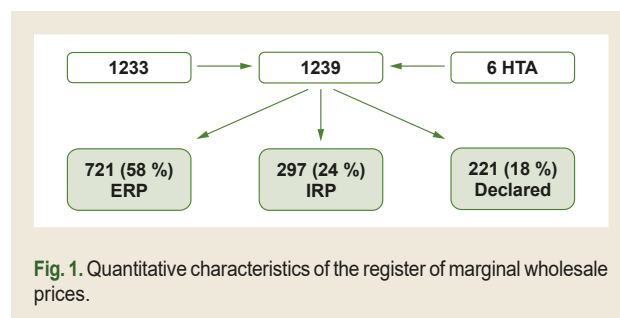 1233
1239
6 HTA
721 (58 %)
ERP
297 (24 %)
IRP
221 (18 %)
Declared
Fig. 1. Quantitative characteristics of the register of marginal wholesale
prices.